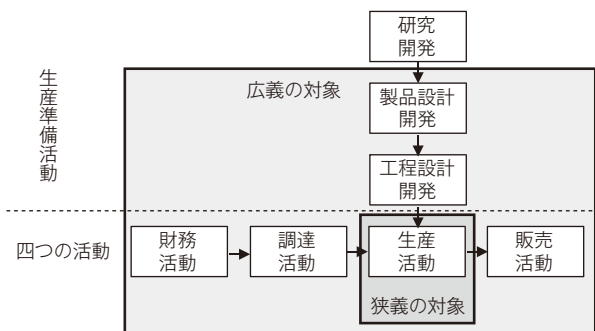 研究
開発
広義の対象
製品設計
開発
生産準備活動
工程設計
開発
四つの活動
財務
活動
調達
活動
生産
活動
販売
活動
狭義の対象